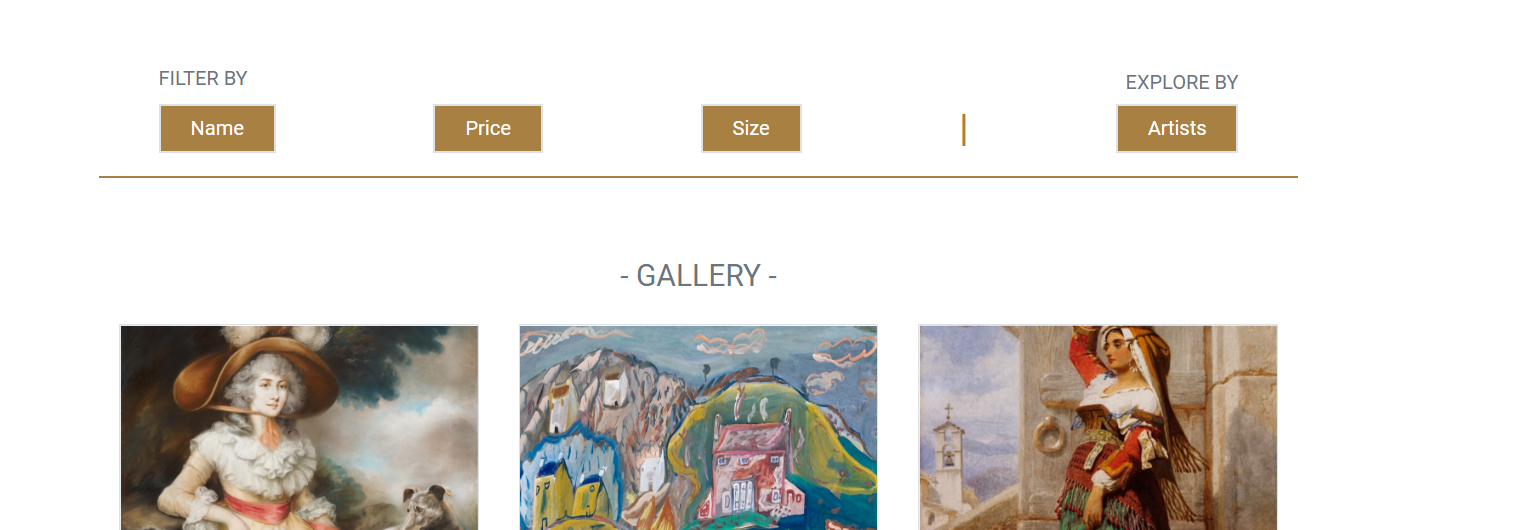 FILTER BY
EXPLORE BY
Name
Price
Size
|
Artists
- GALLERY -